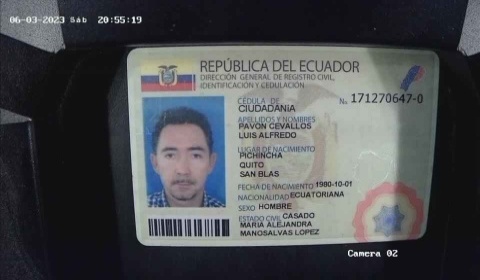 06-03-2023 Sáb 20:55:19
REPÚBLICA DEL ECUADOR
DIRECCIÓN GENERAL DE REGISTRO CIVIL,
IDENTIFICACIÓN Y CEDULACIÓN
CÉDULA DE No. 171270647-0
CIUDADANÍA
APELLIDOS Y NOMBRES
PAVON CEVALLOS
LUIS ALFREDO
LUGAR DE NACIMIENTO
PICHINCHA
QUITO
SAN BLAS
FECHA DE NACIMIENTO 1980-10-01
NACIONALIDAD ECUATORIANA
SEXO HOMBRE
ESTADO CIVIL CASADO
MARIA ALEJANDRA
MANOSALVAS LOPEZ
Camera 02